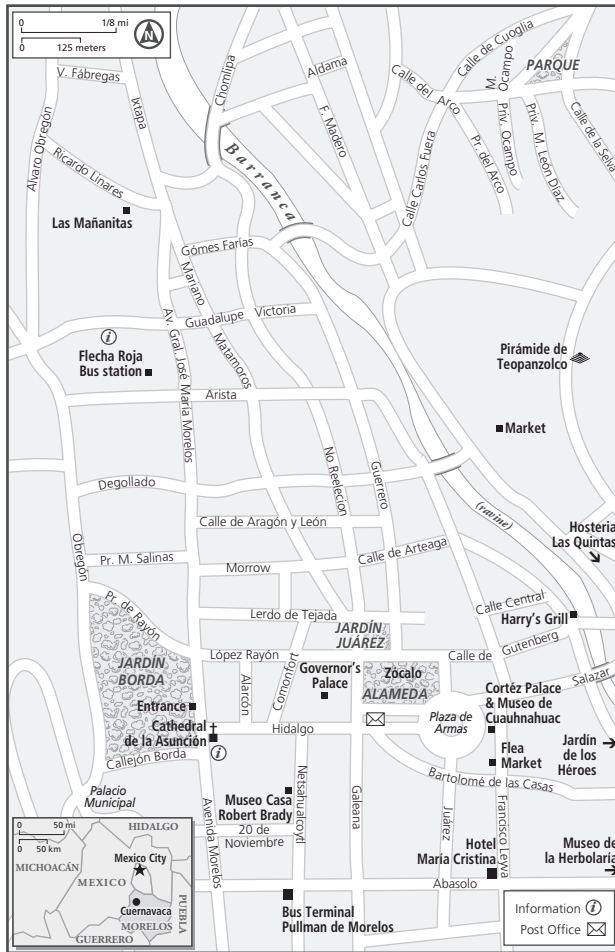 0 1/8 mi
0 125 meters
N
V. Fábregas
Ixtapa
Chomlipa
Aldama
F. Madero
Calle del Arco
Calle de Cuoglia
M. Ocampo
PARQUE
Priv. Ocampo
Priv. M. León Díaz
Calle de la Selva
Pr. del Arco
Calle Carlos Fuera
Alvaro Obregón
Ricardo Linares
Barranca
Las Mañanitas
Gómes Farías
Mariano
Matamoros
Guadalupe Victoria
Av. Gral. José María Morelos
Flecha Roja
Bus station
Pirámide de
Teopanzolco
Arista
Market
No Reelecion
Guerrero
Degollado
(ravine)
Calle de Aragón y León
Hosteria
Las Quintas
Obregón
Pr. M. Salinas
Morrow
Calle de Arteaga
Pr. de Rayón
Lerdo de Tejada
Calle Central
Harry's Grill
JARDÍN
JUÁREZ
Calle de Gutenberg
JARDÍN
BORDA
López Rayón
Alarcón
Comonfort
Governor's
Palace
Zócalo
ALAMEDA
Salazar
Cortéz Palace
& Museo de
Cuauhnahuac
Entrance
Cathedral
de la Asunción
Hidalgo
Plaza de
Armas
Flea
Market
Jardín
de los
Héroes
Callejón Borda
Bartolomé de las Casas
Palacio
Municipal
Museo Casa
Robert Brady
Netsahualcoytl
Galeana
Juárez
Francisco Leyva
20 de
Noviembre
Avenida Morelos
Hotel
María Cristina
Museo de
la Herbolaria
Abasolo
Bus Terminal
Pullman de Morelos
Information i
Post Office
0 50 mi
0 50 km
HIDALGO
MICHOACÁN
Mexico City
MEXICO
PUEBLA
Cuernavaca
MORELOS
GUERRERO